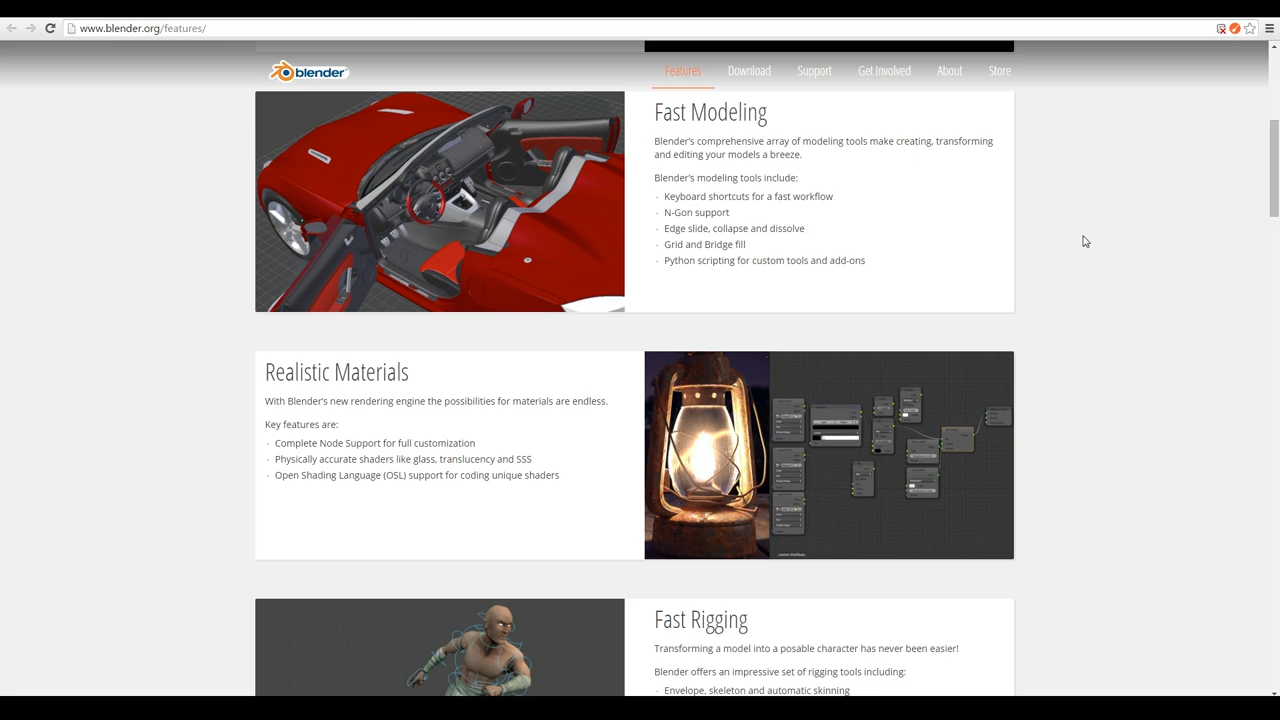 www.blender.org/features/
blender
Features
Download
Support
Get Involved
About
Store
Fast Modeling
Blender's comprehensive array of modeling tools make creating, transforming
and editing your models a breeze.
Blender's modeling tools include:
· Keyboard shortcuts for a fast workflow
· N-Gon support
· Edge slide, collapse and dissolve
· Grid and Bridge fill
· Python scripting for custom tools and add-ons
Realistic Materials
With Blender's new rendering engine the possibilities for materials are endless.
Key features are:
· Complete Node Support for full customization
· Physically accurate shaders like glass, translucency and SSS
· Open Shading Language (OSL) support for coding unique shaders
Fast Rigging
Transforming a model into a posable character has never been easier!
Blender offers an impressive set of rigging tools including:
· Envelope, skeleton and automatic skinning